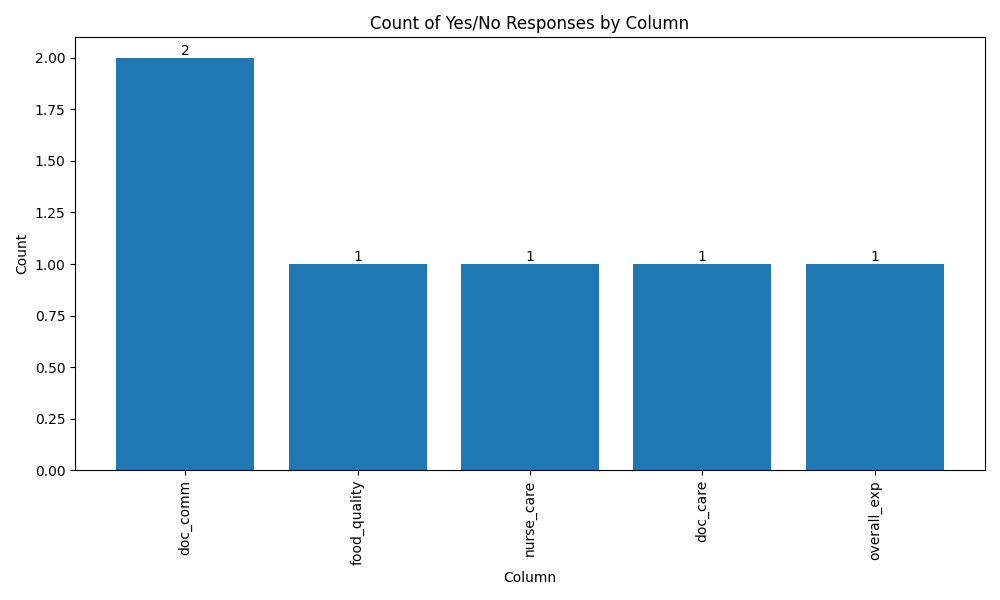 Count of Yes/No Responses by Column
2
1
1
1
1
2.00
1.75
1.50
1.25
1.00
0.75
0.50
0.25
0.00
Count
doc_comm
food_quality
nurse_care
doc_care
overall_exp
Column